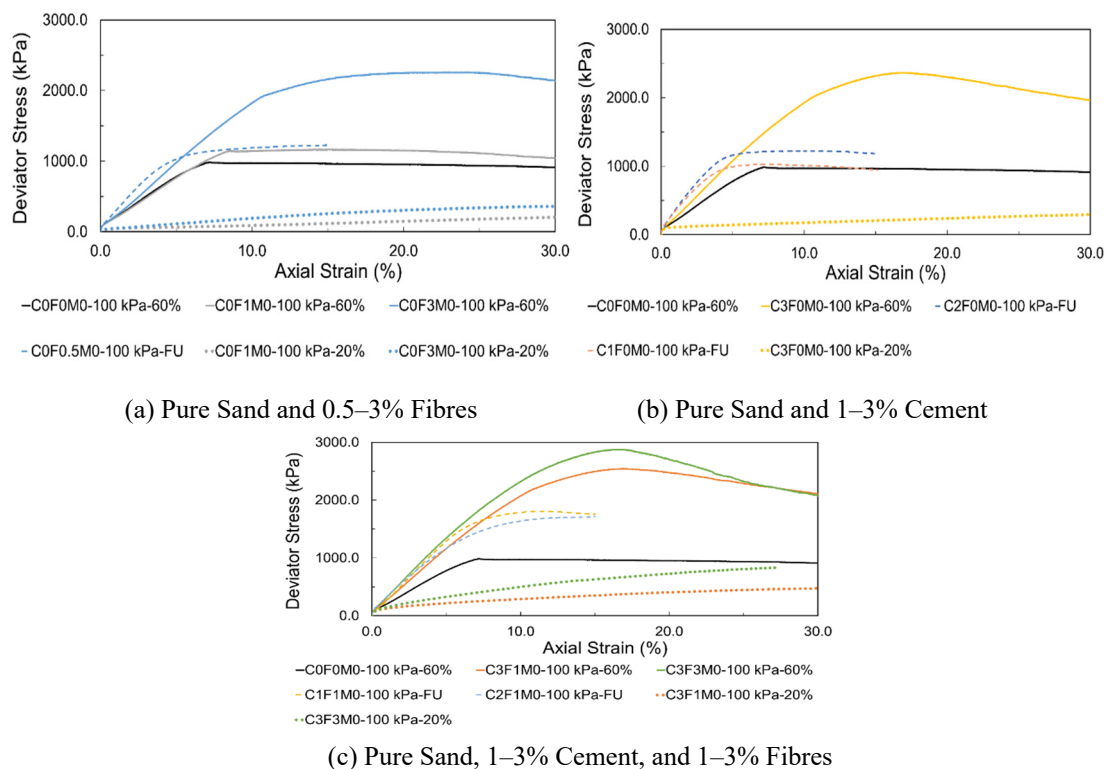 3000.0
2000.0
1000.0
0.0
Deviator Stress (kPa)
0.0 10.0 20.0 30.0
Axial Strain (%)
C0F0M0-100 kPa-60% C0F1M0-100 kPa-60% C0F3M0-100 kPa-60%
C0F0.5M0-100 kPa-FU C0F1M0-100 kPa-20% C0F3M0-100 kPa-20%
(a) Pure Sand and 0.5–3% Fibres
3000.0
2000.0
1000.0
0.0
Deviator Stress (kPa)
0.0 10.0 20.0 30.0
Axial Strain (%)
C0F0M0-100 kPa-60% C3F0M0-100 kPa-60% C2F0M0-100 kPa-FU
C1F0M0-100 kPa-FU C3F0M0-100 kPa-20%
(b) Pure Sand and 1–3% Cement
3000.0
2000.0
1000.0
0.0
Deviator Stress (kPa)
0.0 10.0 20.0 30.0
Axial Strain (%)
C0F0M0-100 kPa-60% C3F1M0-100 kPa-60% C3F3M0-100 kPa-60%
C1F1M0-100 kPa-FU C2F1M0-100 kPa-FU C3F1M0-100 kPa-20%
C3F3M0-100 kPa-20%
(c) Pure Sand, 1–3% Cement, and 1–3% Fibres